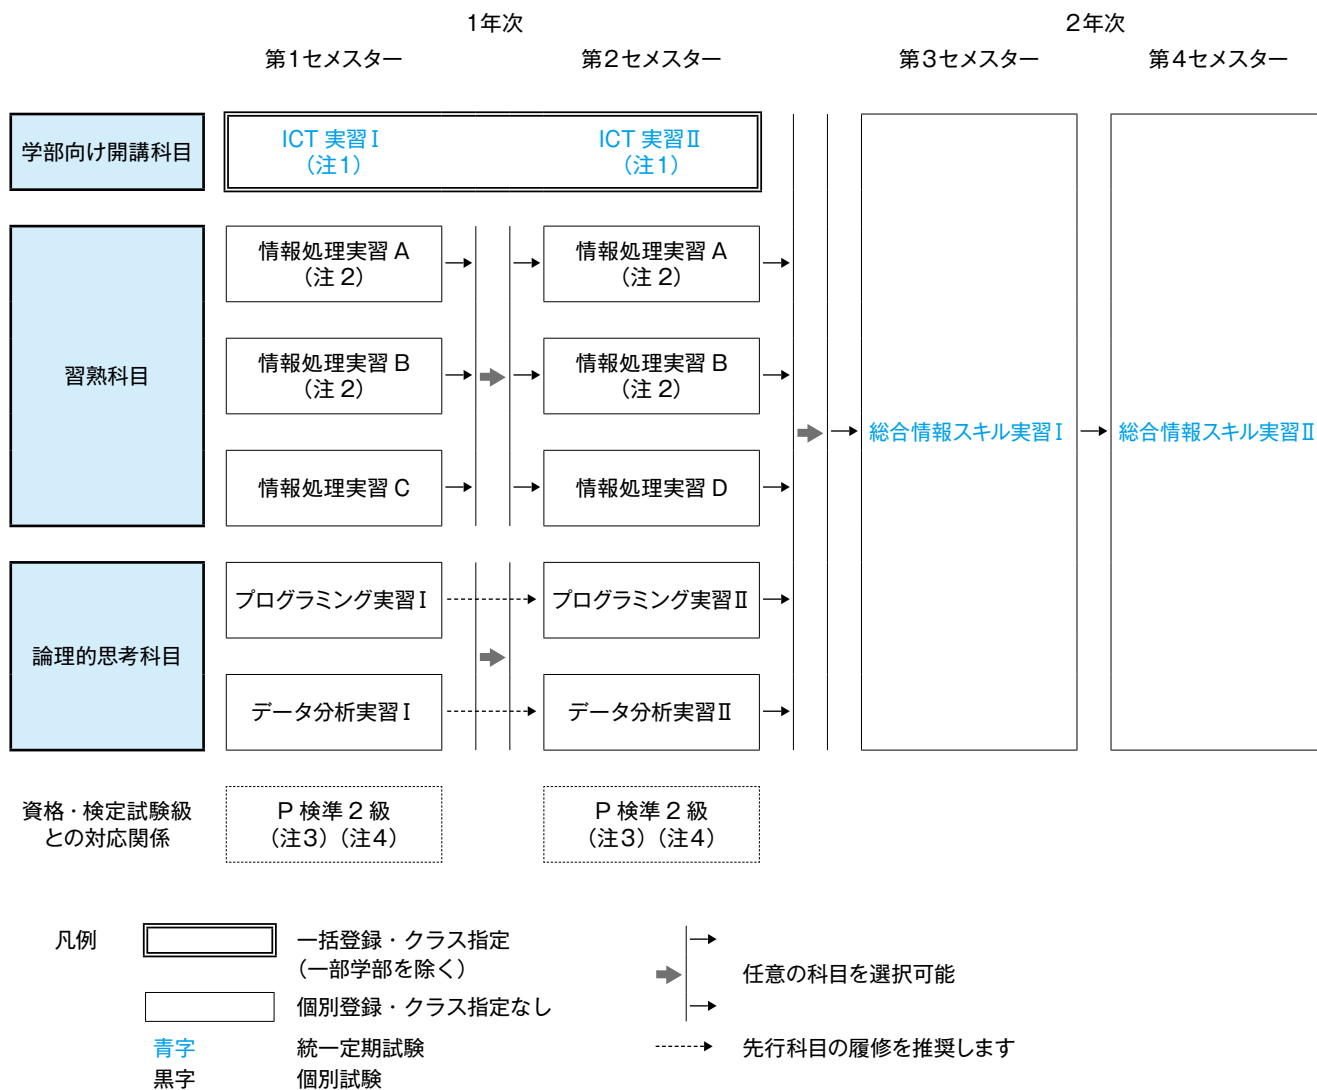 1年次
2年次
第1セメスター
第2セメスター
第3セメスター
第4セメスター
学部向け開講科目
ICT 実習Ⅰ
(注1)
ICT 実習Ⅱ
(注1)
習熟科目
情報処理実習 A
(注 2)
情報処理実習 A
(注 2)
情報処理実習 B
(注 2)
情報処理実習 B
(注 2)
情報処理実習 C
情報処理実習 D
総合情報スキル実習Ⅰ
総合情報スキル実習Ⅱ
論理的思考科目
プログラミング実習Ⅰ
プログラミング実習Ⅱ
データ分析実習Ⅰ
データ分析実習Ⅱ
資格・検定試験級
との対応関係
P 検準 2 級
(注3)(注4)
P 検準 2 級
(注3)(注4)
凡例
一括登録・クラス指定
(一部学部を除く)
個別登録・クラス指定なし
青字
統一定期試験
黒字
個別試験
任意の科目を選択可能
先行科目の履修を推奨します